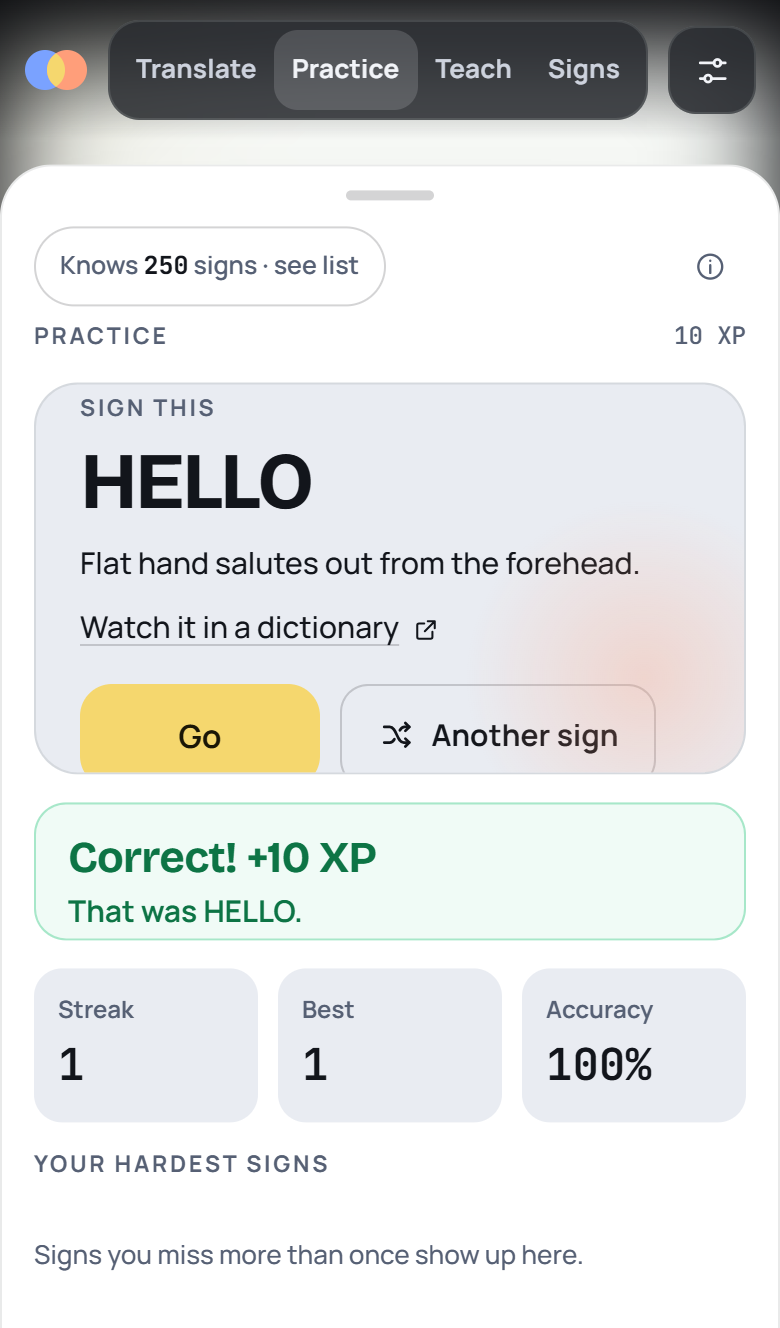 Translate Practice Teach Signs
Knows 250 signs · see list
PRACTICE 10 XP
SIGN THIS
HELLO
Flat hand salutes out from the forehead.
Watch it in a dictionary
Go Another sign
Correct! +10 XP
That was HELLO.
Streak Best Accuracy
1 1 100%
YOUR HARDEST SIGNS
Signs you miss more than once show up here.